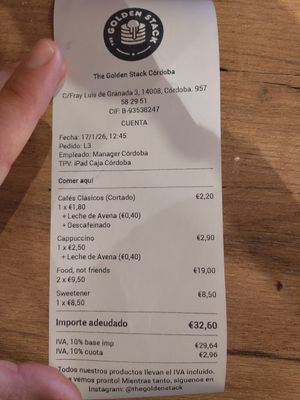 THE
GOLDEN STACK
The Golden Stack Córdoba
C/Fray Luis de Granada 3, 14008, Córdoba. 957
58 29 51
CIF: B-93538247
CUENTA
Fecha: 17/1/26, 12:45
Pedido: L3
Empleado: Manager Córdoba
TPV: iPad Caja Córdoba
Comer aquí
Cafés Clásicos (Cortado) €2,20
1 x €1,80
+ Leche de Avena (€0,40)
+ Descafeinado
Cappuccino €2,90
1 x €2,50
+ Leche de Avena (€0,40)
Food, not friends €19,00
2 x €9,50
Sweetener €8,50
1 x €8,50
Importe adeudado €32,60
IVA, 10% base imp €29,64
IVA, 10% cuota €2,96
Todos nuestros productos llevan el IVA incluido.
vemos pronto! Mientras tanto, síguenos en
Instagram: @thegoldenstack